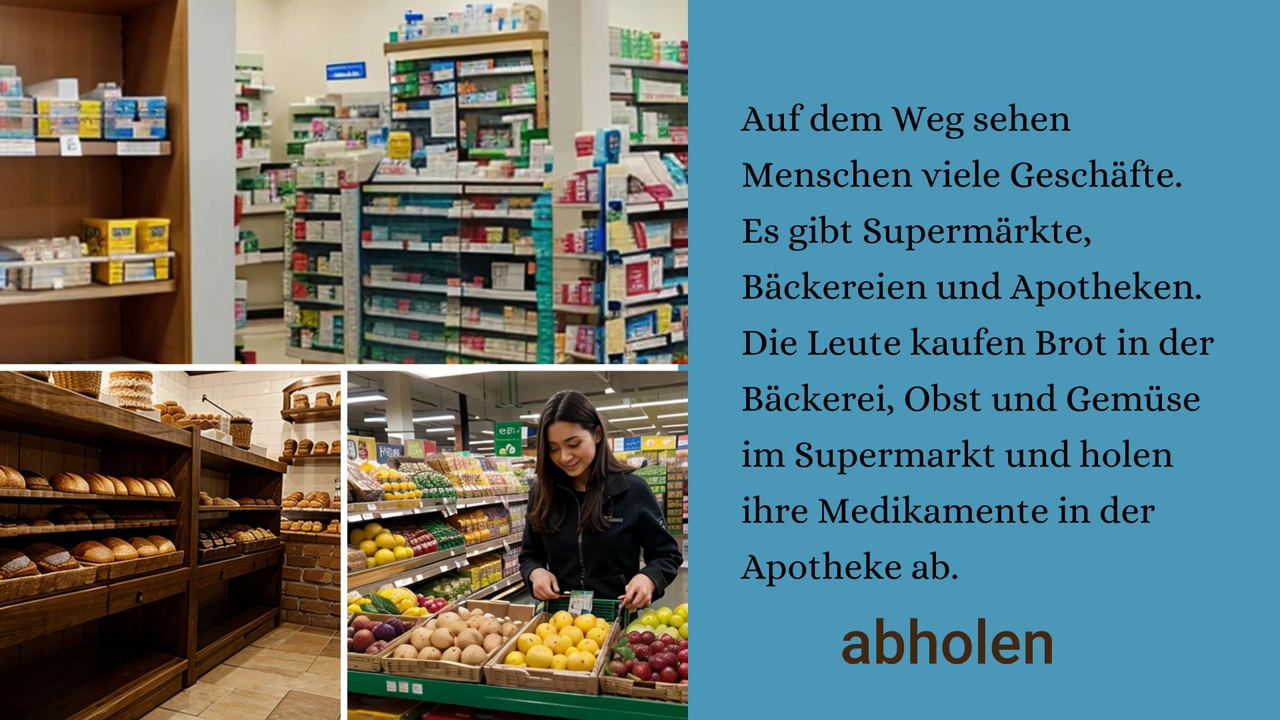 Auf dem Weg sehen
Menschen viele Geschäfte.
Es gibt Supermärkte,
Bäckereien und Apotheken.
Die Leute kaufen Brot in der
Bäckerei, Obst und Gemüse
im Supermarkt und holen
ihre Medikamente in der
Apotheke ab.
abholen